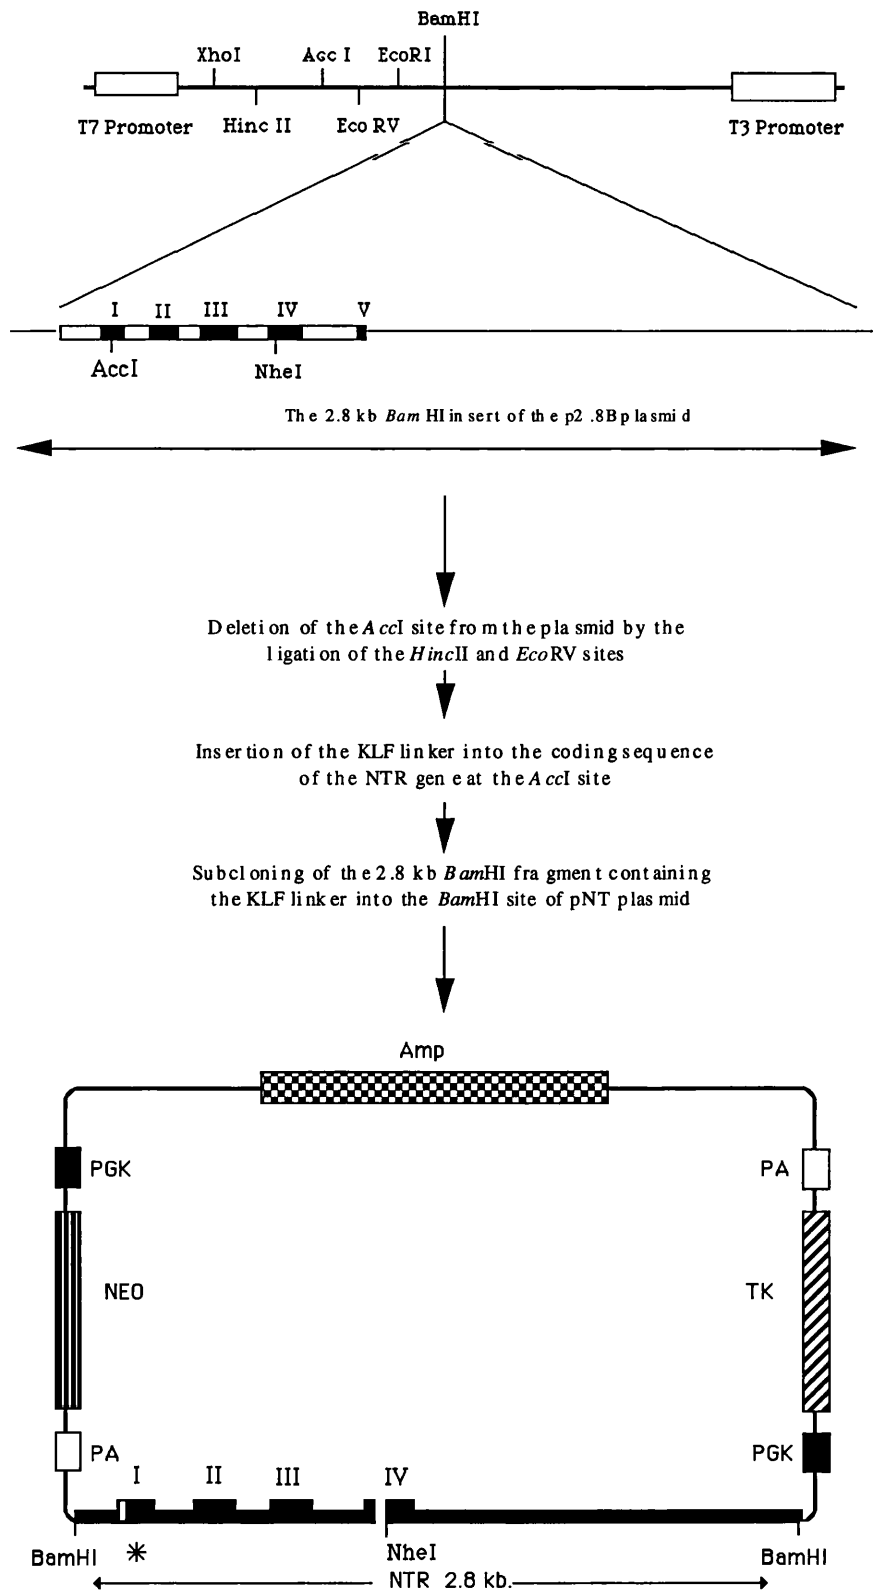 BamHI
XhoI Acc I EcoRI
T7 Promoter Hinc II Eco RV T3 Promoter
I II III IV V
AccI NheI
The 2.8 kb Bam HI insert of the p2.8B plasmid
Deletion of the AccI site from the plasmid by the
ligation of the HincII and EcoRV sites
Insertion of the KLF linker into the coding sequence
of the NTR gene at the AccI site
Subcloning of the 2.8 kb BamHI fragment containing
the KLF linker into the BamHI site of pNT plasmid
Amp
PGK PA
NEO TK
PA PGK
I II III IV
BamHI * NheI BamHI
NTR 2.8 kb.